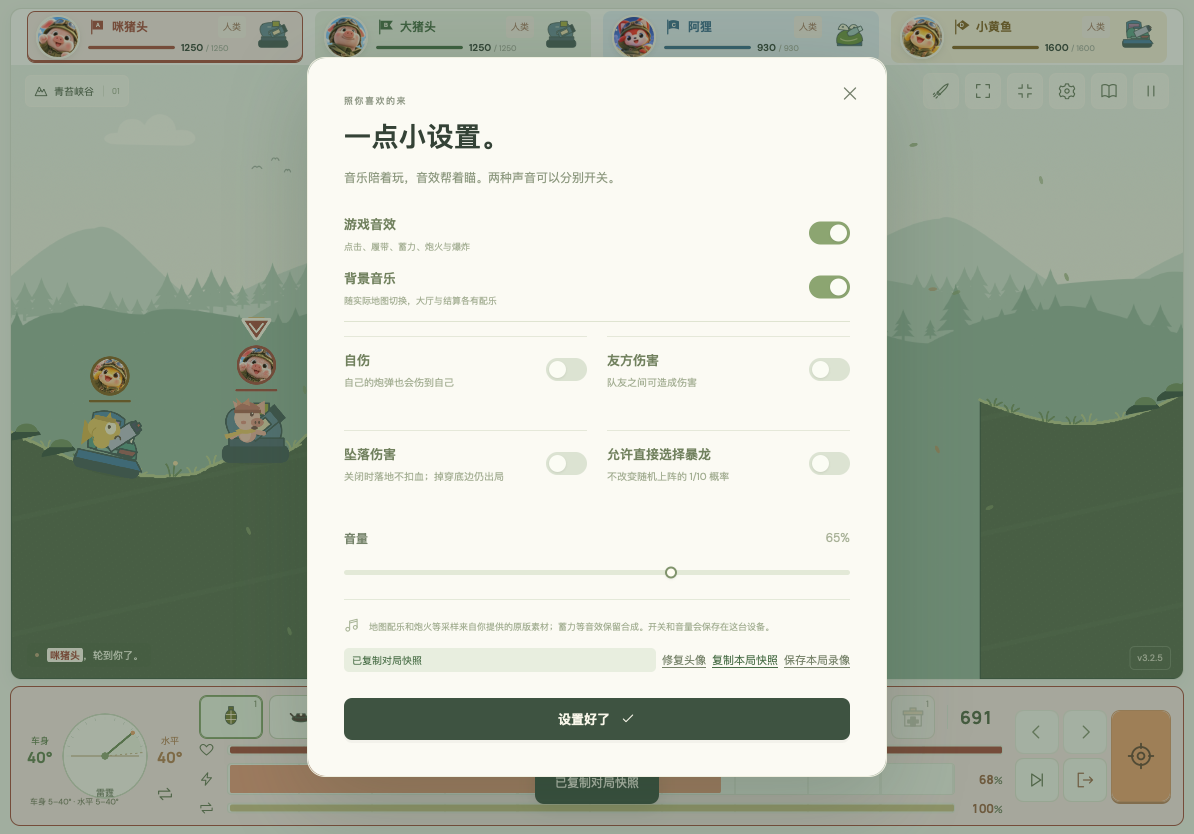 咪猪头 人类
1250 / 1250
大猪头 人类
1250 / 1250
阿狸 人类
930 / 930
小黄鱼 人类
1600 / 1600
青苔峡谷 01
照你喜欢的来
一点小设置。
音乐陪着玩，音效帮着瞄。两种声音可以分别开关。
游戏音效
点击、履带、蓄力、炮火与爆炸
背景音乐
随实际地图切换，大厅与结算各有配乐
自伤
自己的炮弹也会伤到自己
友方伤害
队友之间可造成伤害
坠落伤害
关闭时落地不扣血；掉穿底边仍出局
允许直接选择暴龙
不改变随机上阵的 1/10 概率
音量 65%
地图配乐和炮火等采样来自你提供的原版素材；蓄力等音效保留合成。开关和音量会保存在这台设备。
已复制对局快照 修复头像 复制本局快照 保存本局录像
设置好了
咪猪头，轮到你了。
v3.2.5
车身
40°
水平
40°
雷霆
车身 5–40° · 水平 5–40°
1
1
691
68%
100%
已复制对局快照